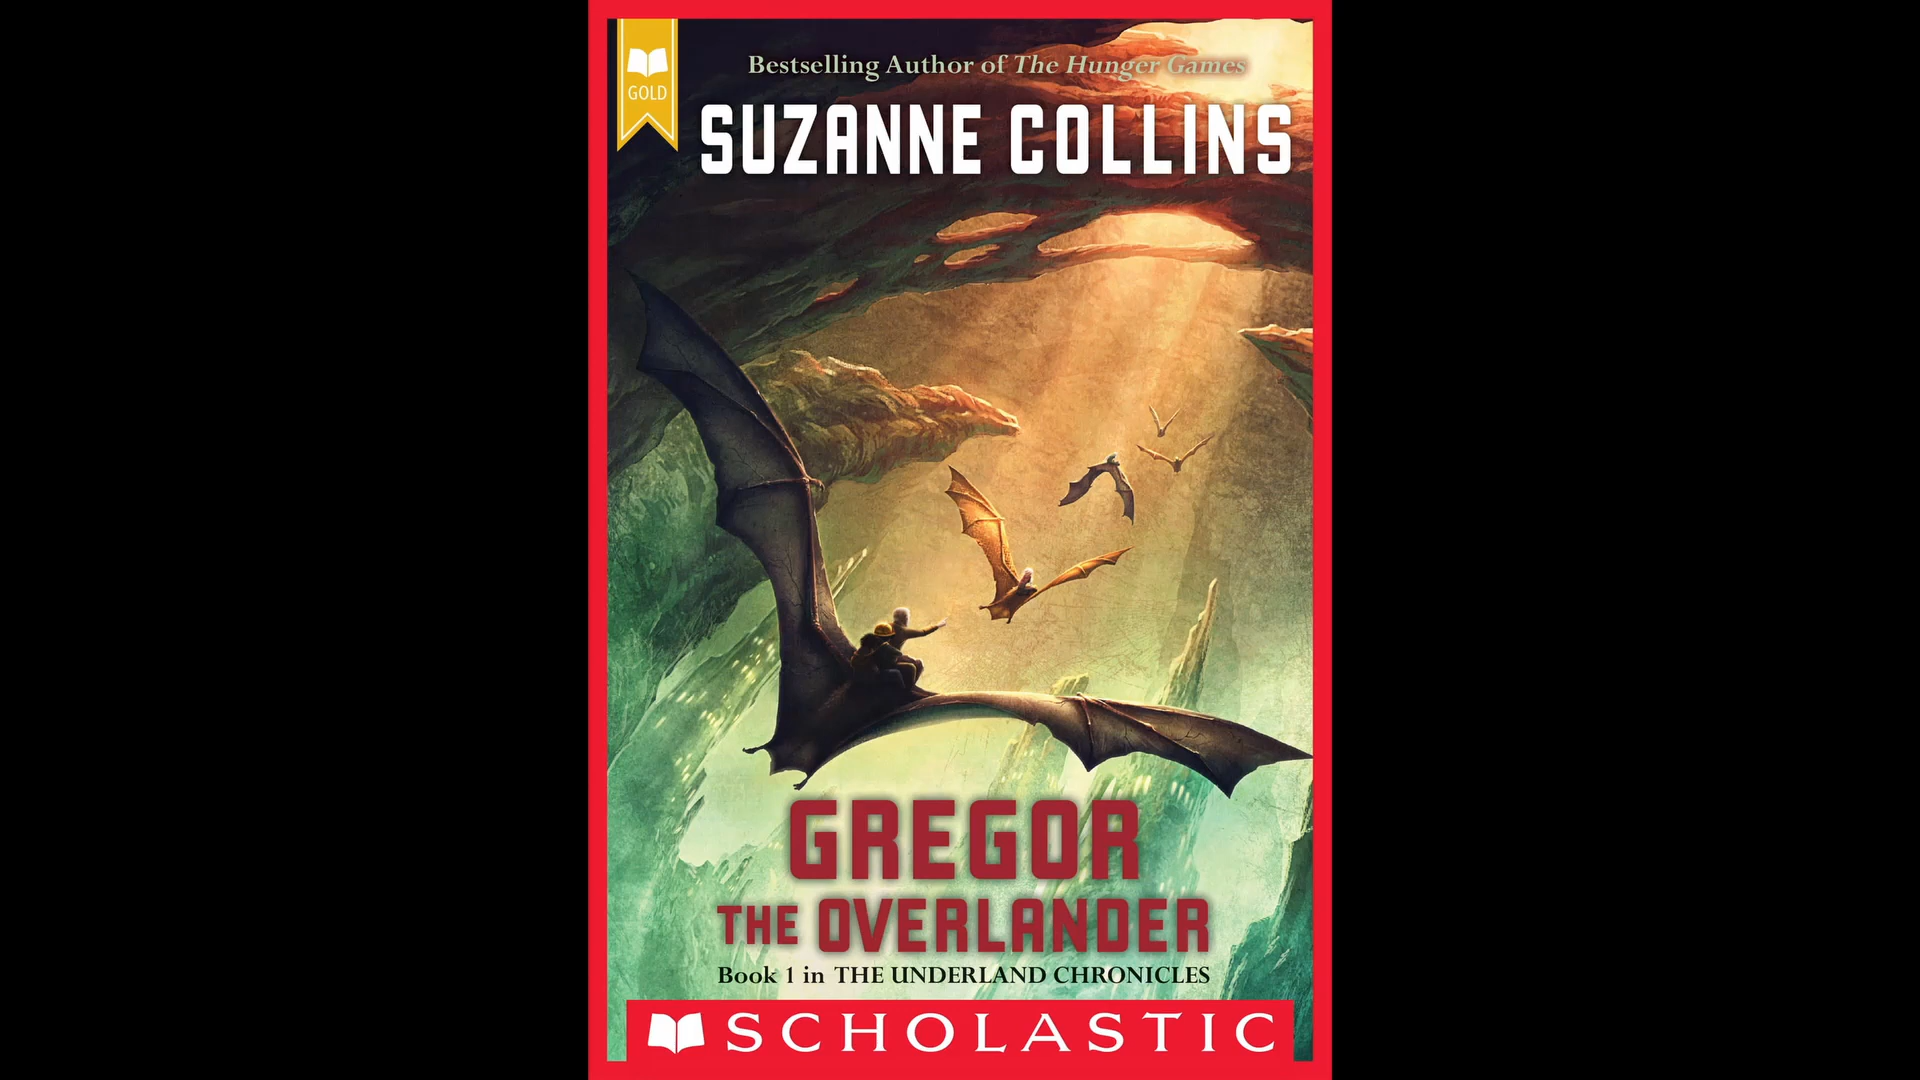 GOLD
Bestselling Author of The Hunger Games
SUZANNE COLLINS
GREGOR
THE OVERLANDER
Book 1 in THE UNDERLAND CHRONICLES
SCHOLASTIC